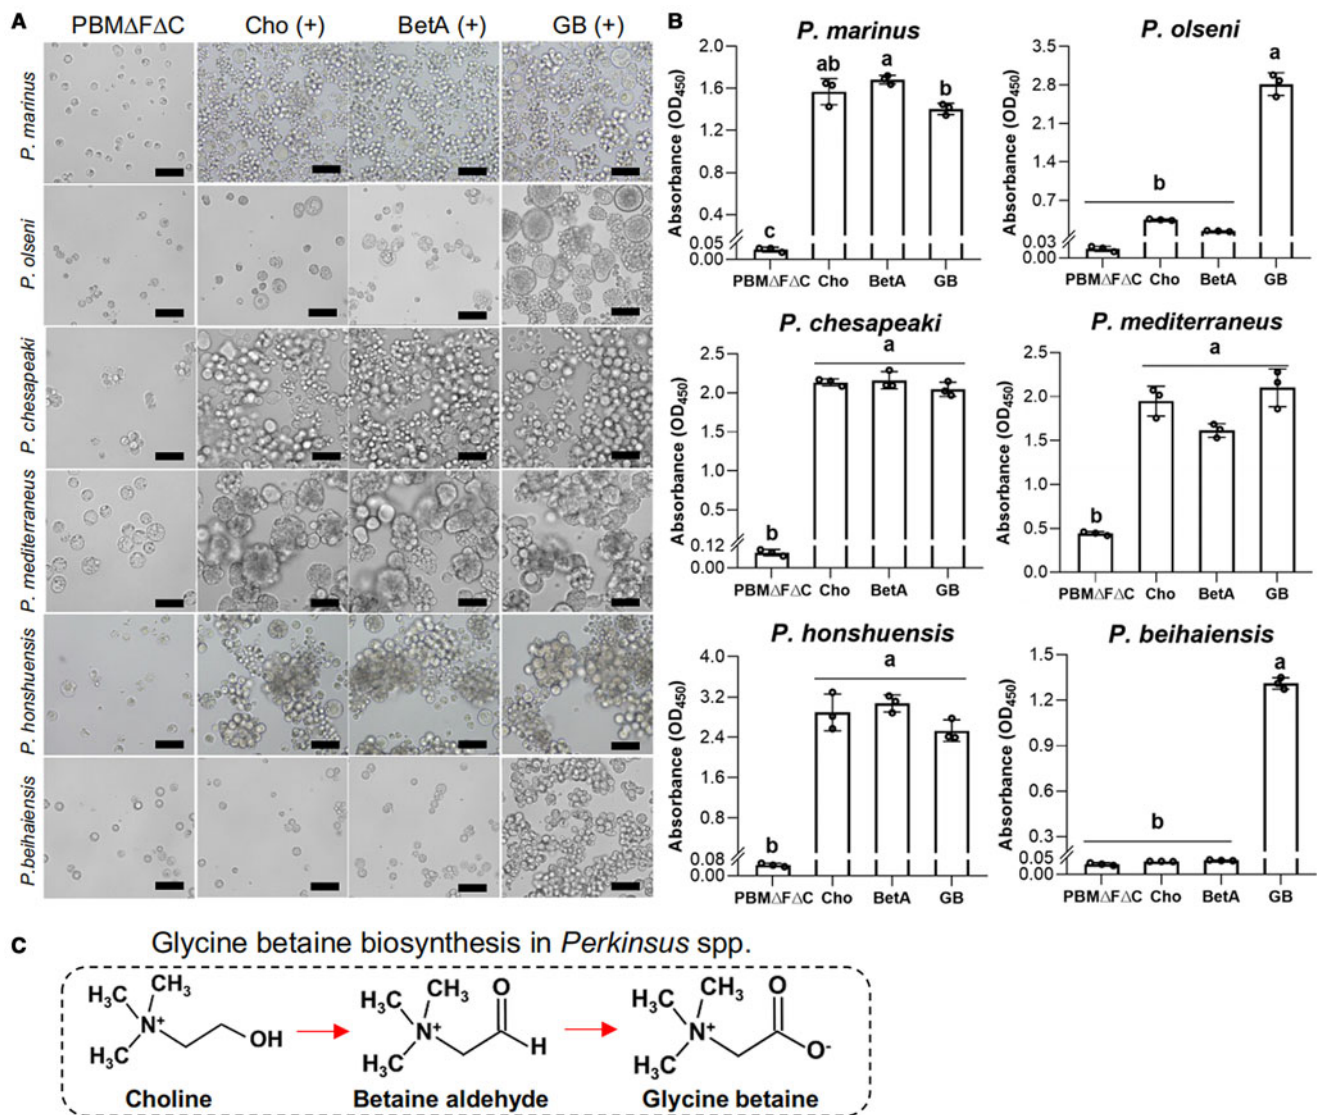 A
PBMΔFΔC Cho (+) BetA (+) GB (+)
P. marinus
P. olseni
P. chesapeaki
P. mediterraneus
P. honshuensis
P.beihaiensis
B
P. marinus
Absorbance (OD450)
2.0
1.6
1.2
0.8
0.4
0.05
0.00
c
ab
a
b
PBMΔFΔC Cho BetA GB
P. olseni
Absorbance (OD450)
3.5
2.8
2.1
1.4
0.7
0.03
0.00
b
a
PBMΔFΔC Cho BetA GB
P. chesapeaki
Absorbance (OD450)
2.5
2.0
1.5
1.0
0.5
0.12
0.00
b
a
PBMΔFΔC Cho BetA GB
P. mediterraneus
Absorbance (OD450)
2.5
2.0
1.5
1.0
0.5
0.0
b
a
PBMΔFΔC Cho BetA GB
P. honshuensis
Absorbance (OD450)
4.0
3.2
2.4
1.6
0.8
0.08
0.00
b
a
PBMΔFΔC Cho BetA GB
P. beihaiensis
Absorbance (OD450)
1.5
1.2
0.9
0.6
0.3
0.05
0.00
b
a
PBMΔFΔC Cho BetA GB
C
Glycine betaine biosynthesis in Perkinsus spp.
H3C CH3 N+ H3C OH
Choline
H3C CH3 O N+ CH3 H
Betaine aldehyde
H3C CH3 O N+ H3C O-
Glycine betaine